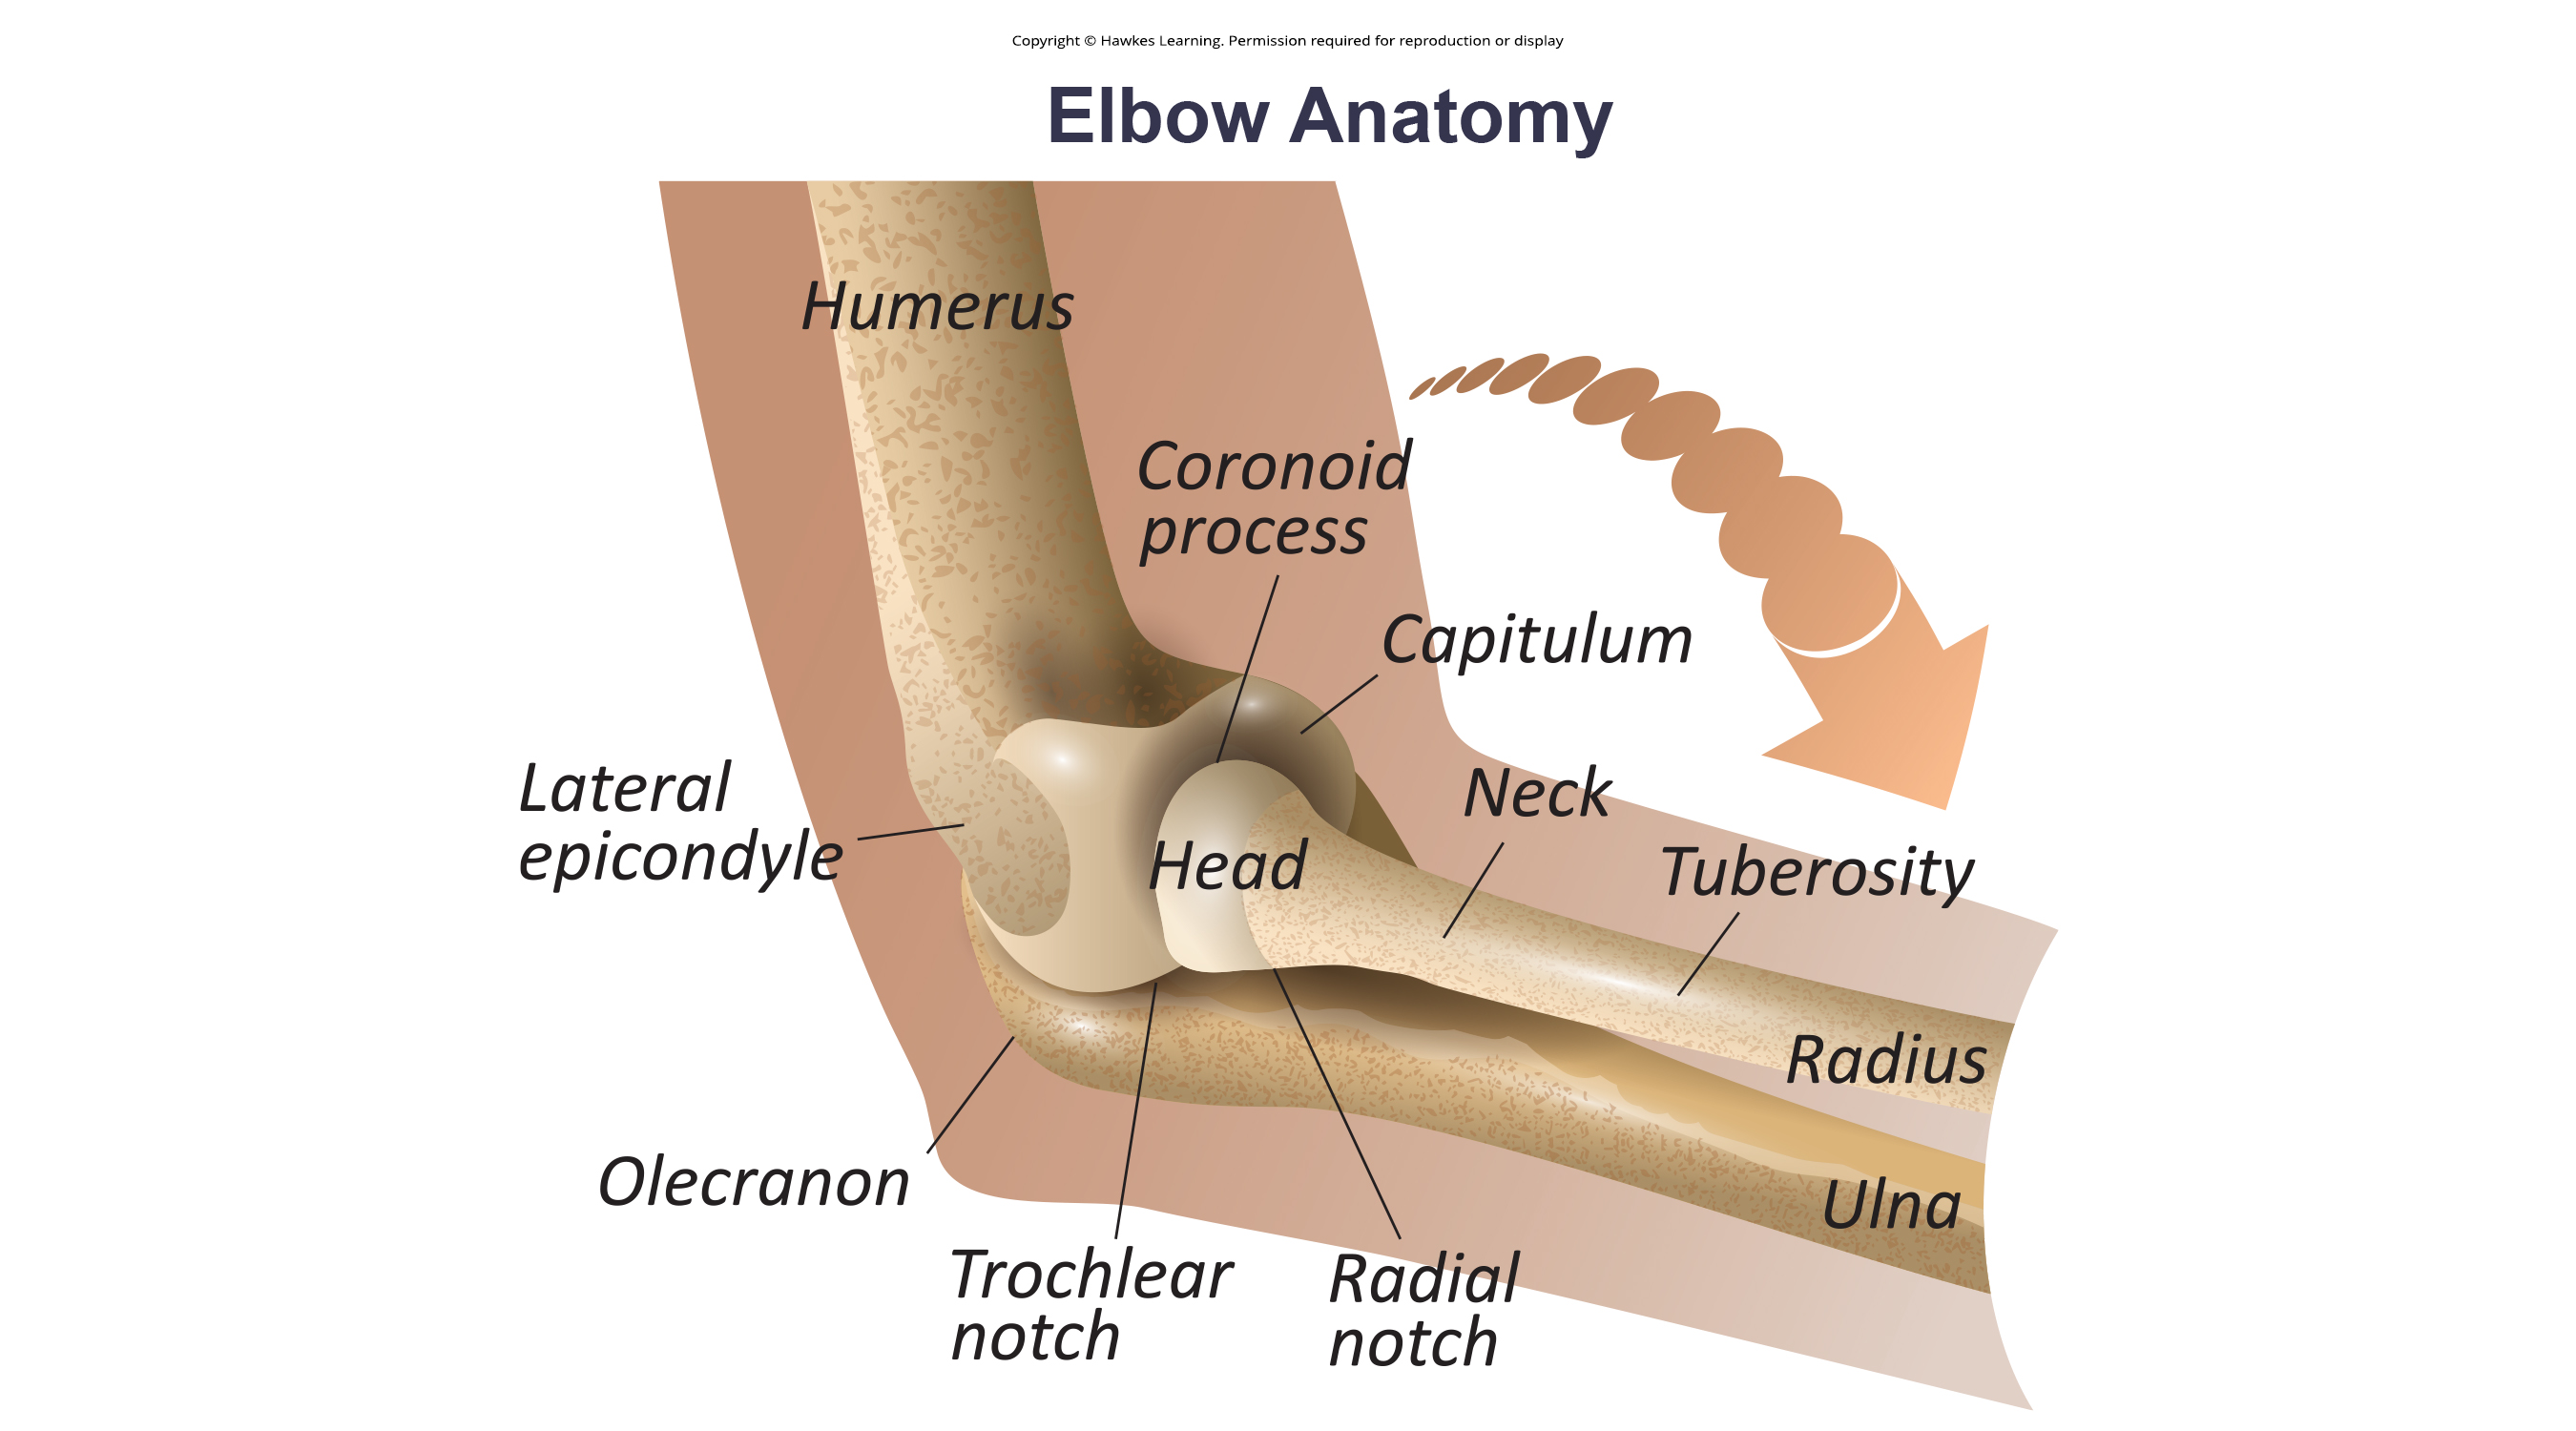 Copyright © Hawkes Learning. Permission required for reproduction or display
Elbow Anatomy
Humerus
Coronoid
process
Capitulum
Lateral
epicondyle
Neck
Head
Tuberosity
Radius
Olecranon
Ulna
Trochlear
notch
Radial
notch